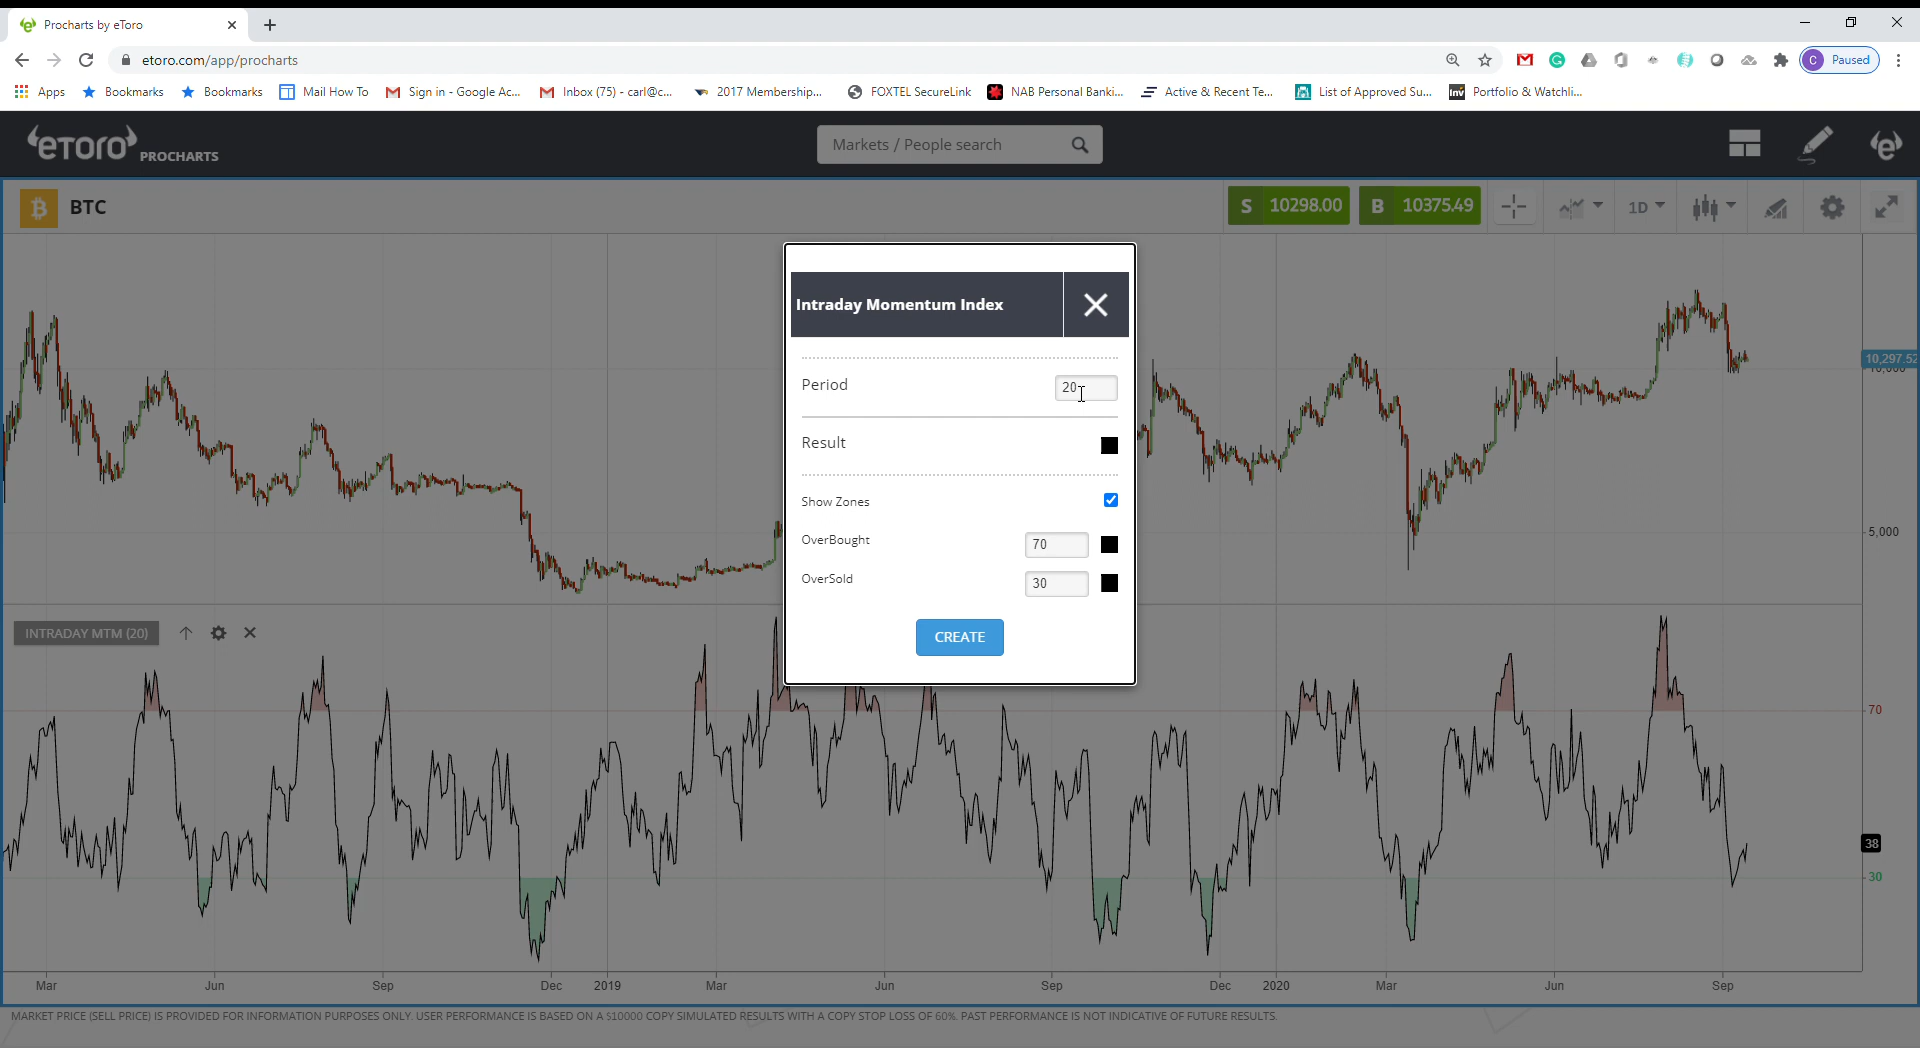 Procharts by eToro
etoro.com/app/procharts
C Paused
Apps Bookmarks Bookmarks Mail How To Sign in - Google Ac... Inbox (75) - carl@c... 2017 Membership... FOXTEL SecureLink NAB Personal Banki... Active & Recent Te... List of Approved Su... Inv Portfolio & Watchli...
eTORO PROCHARTS Markets / People search
BTC S 10298.00 B 10375.49 1D
Intraday Momentum Index
10,297.52
10,000
Period 20
Result
Show Zones
OverBought 70
5,000
OverSold 30
CREATE
INTRADAY MTM (20)
70
38
30
Mar Jun Sep Dec 2019 Mar Jun Sep Dec 2020 Mar Jun Sep
MARKET PRICE (SELL PRICE) IS PROVIDED FOR INFORMATION PURPOSES ONLY. USER PERFORMANCE IS BASED ON A $10000 COPY SIMULATED RESULTS WITH A COPY STOP LOSS OF 60%. PAST PERFORMANCE IS NOT INDICATIVE OF FUTURE RESULTS.